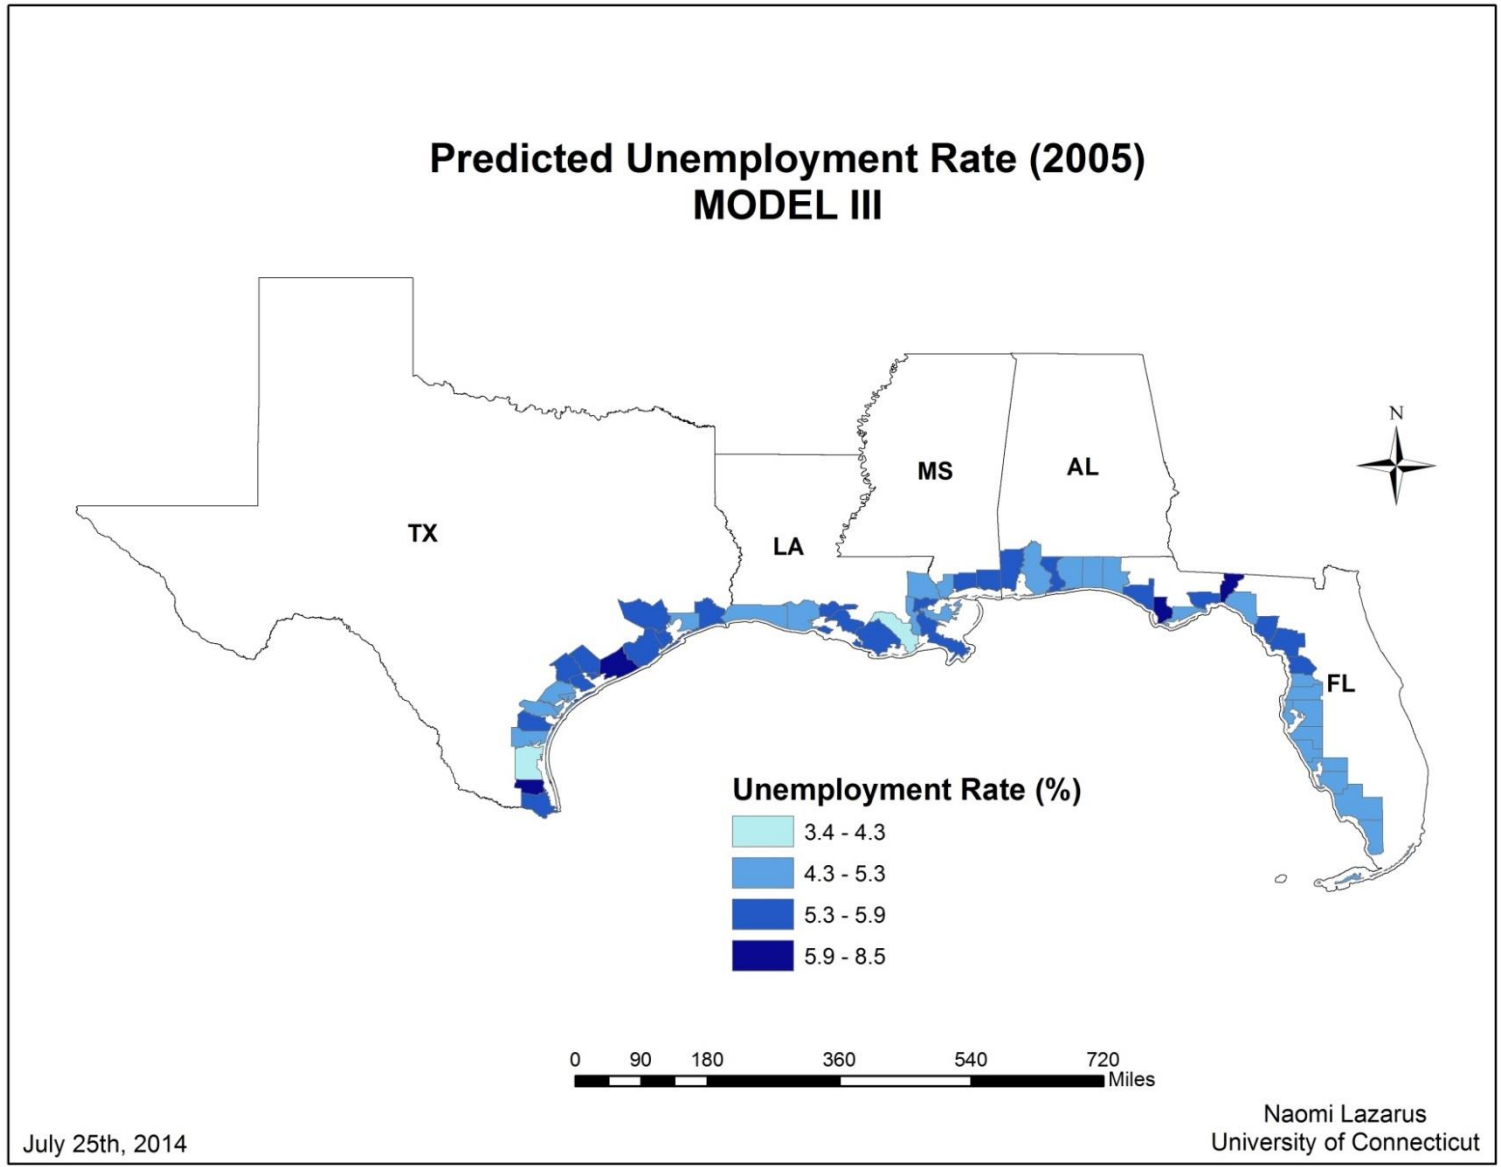 Predicted Unemployment Rate (2005)
MODEL III
N
MS
AL
TX
LA
FL
Unemployment Rate (%)
3.4 - 4.3
4.3 - 5.3
5.3 - 5.9
5.9 - 8.5
0 90 180 360 540 720
Miles
Naomi Lazarus
July 25th, 2014
University of Connecticut